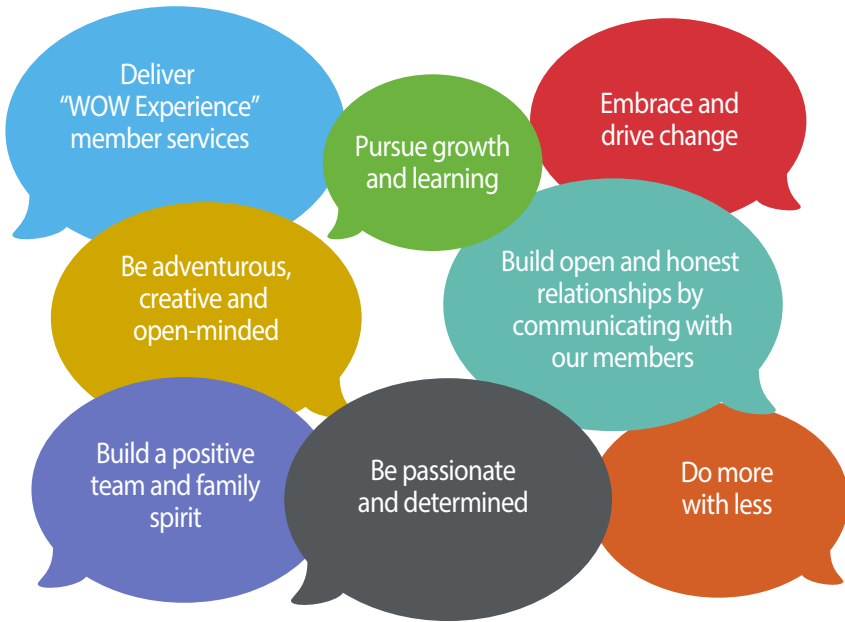 Deliver
“WOW Experience”
member services
Pursue growth
and learning
Embrace and
drive change
Be adventurous,
creative and
open-minded
Build open and honest
relationships by
communicating with
our members
Build a positive
team and family
spirit
Be passionate
and determined
Do more
with less